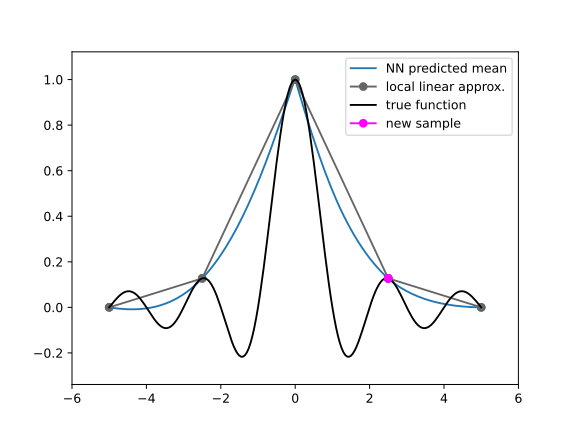 NN predicted mean
local linear approx.
true function
new sample
1.0
0.8
0.6
0.4
0.2
0.0
−0.2
−6 −4 −2 0 2 4 6